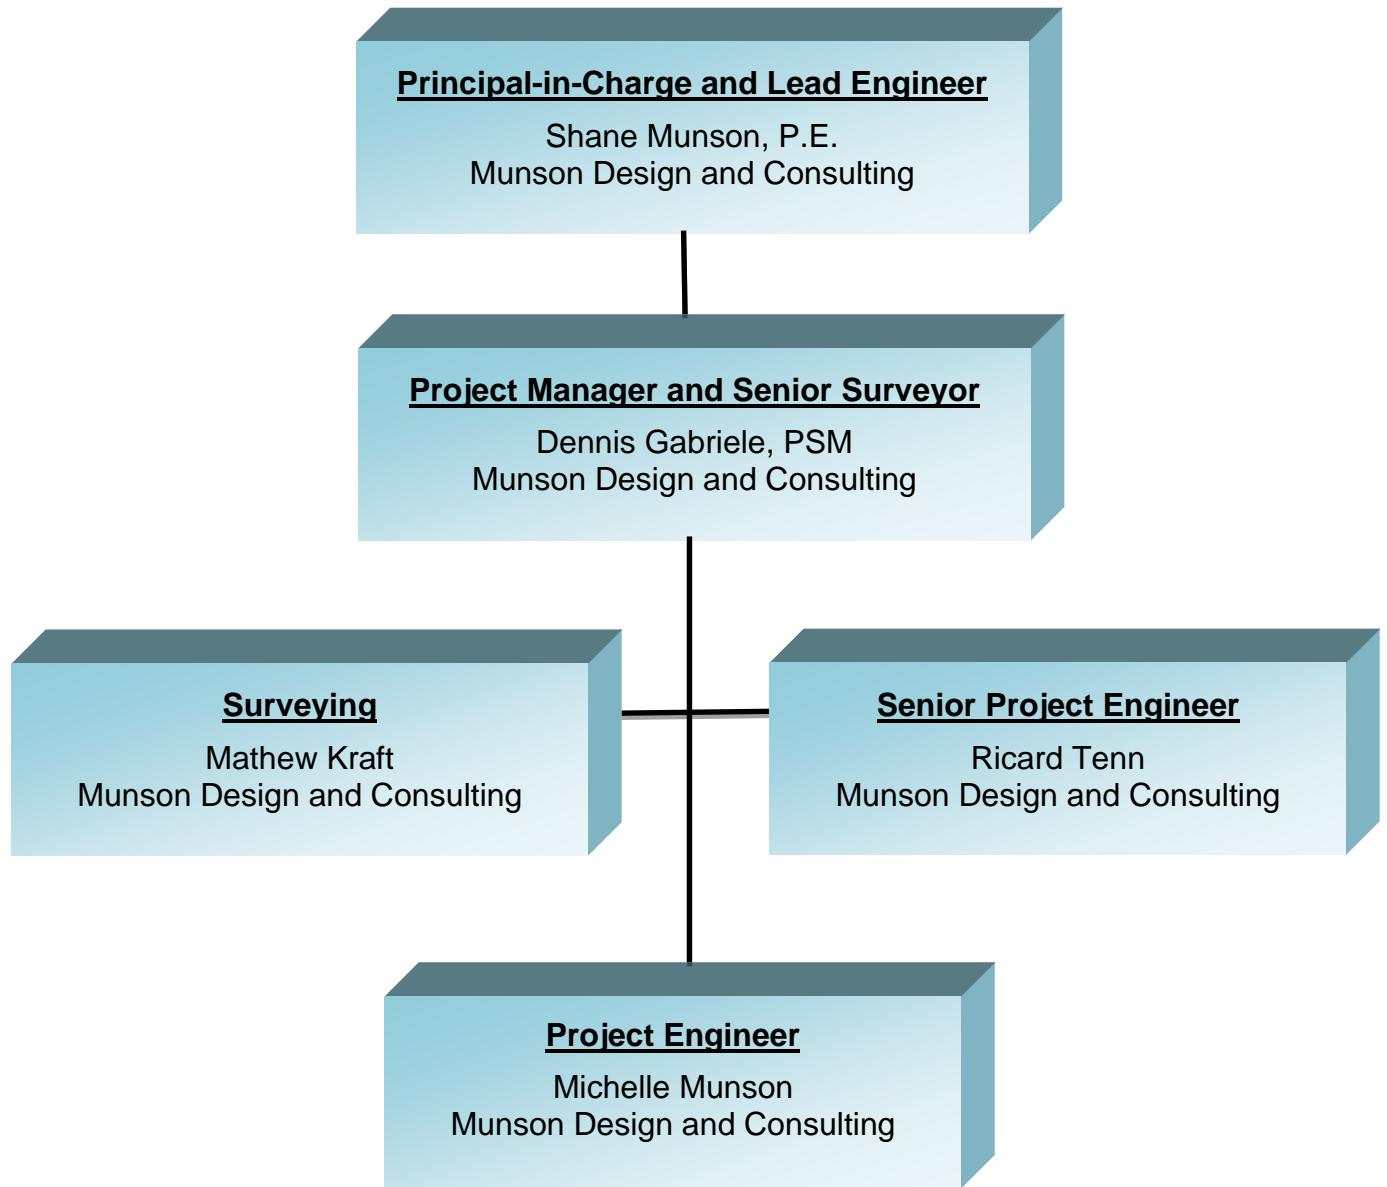 Principal-in-Charge and Lead Engineer
Shane Munson, P.E.
Munson Design and Consulting
Project Manager and Senior Surveyor
Dennis Gabriele, PSM
Munson Design and Consulting
Surveying
Mathew Kraft
Munson Design and Consulting
Senior Project Engineer
Ricard Tenn
Munson Design and Consulting
Project Engineer
Michelle Munson
Munson Design and Consulting